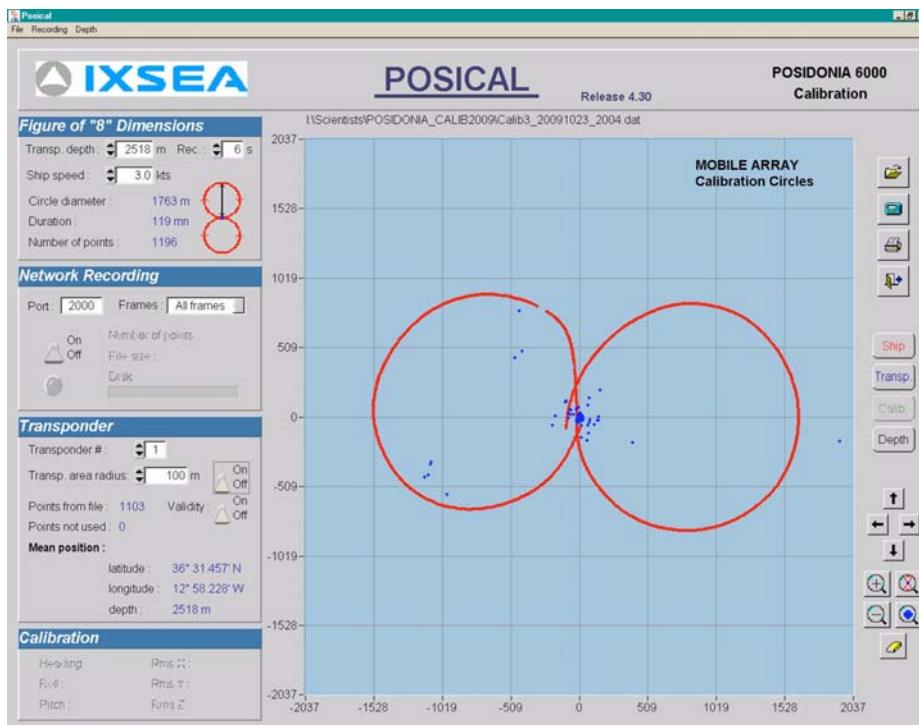 Posical
File Recording Depth
IXSEA
POSICAL
Release 4.30
POSIDONIA 6000
Calibration
Figure of "8" Dimensions
Transp. depth : 2518 m Rec. : 6 s
Ship speed : 3.0 kts
Circle diameter : 1763 m
Duration : 119 mn
Number of points : 1196
Network Recording
Port : 2000 Frames : All frames
On
Off
Number of points
File size :
Disk
Transponder
Transponder # : 1
Transp. area radius: 100 m On
Off
Points from file : 1103 Validity : On
Off
Points not used : 0
Mean position :
latitude : 36° 31.457' N
longitude : 12° 58.228' W
depth : 2518 m
Calibration
Heading Rms X :
Roll : Rms Y :
Pitch : Rms Z
I:\Scientists\POSIDONIA_CALIB2009\Calib3_20091023_2004.dat
MOBILE ARRAY
Calibration Circles
2037
1528
1019
509
0
-509
-1019
-1528
-2037
-2037 -1528 -1019 -509 0 509 1019 1528 2037
Ship
Transp.
Calib.
Depth